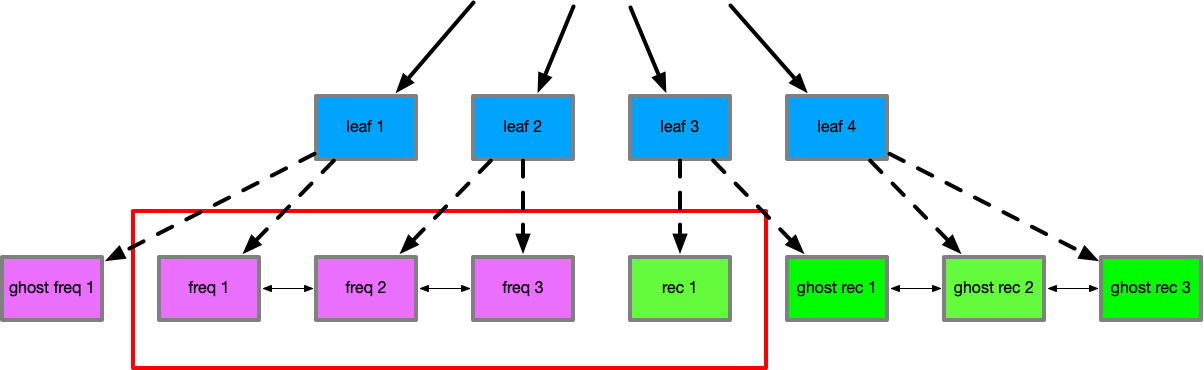 leaf 1
leaf 2
leaf 3
leaf 4
ghost freq 1
freq 1
freq 2
freq 3
rec 1
ghost rec 1
ghost rec 2
ghost rec 3